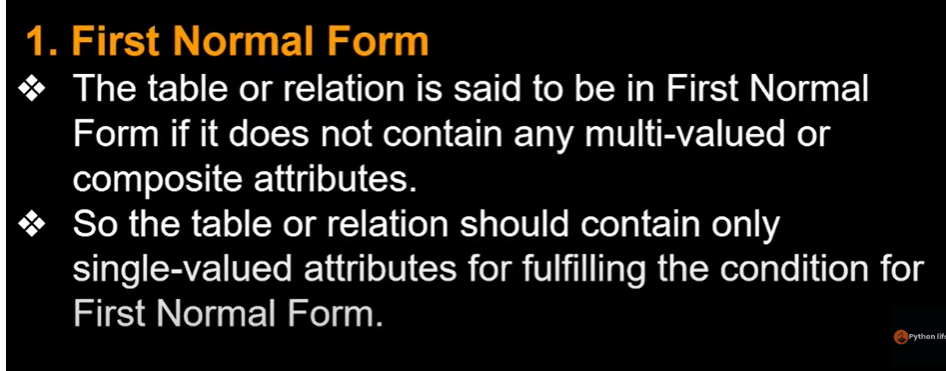 1. First Normal Form
❖ The table or relation is said to be in First Normal
Form if it does not contain any multi-valued or
composite attributes.
❖ So the table or relation should contain only
single-valued attributes for fulfilling the condition for
First Normal Form.
Python life